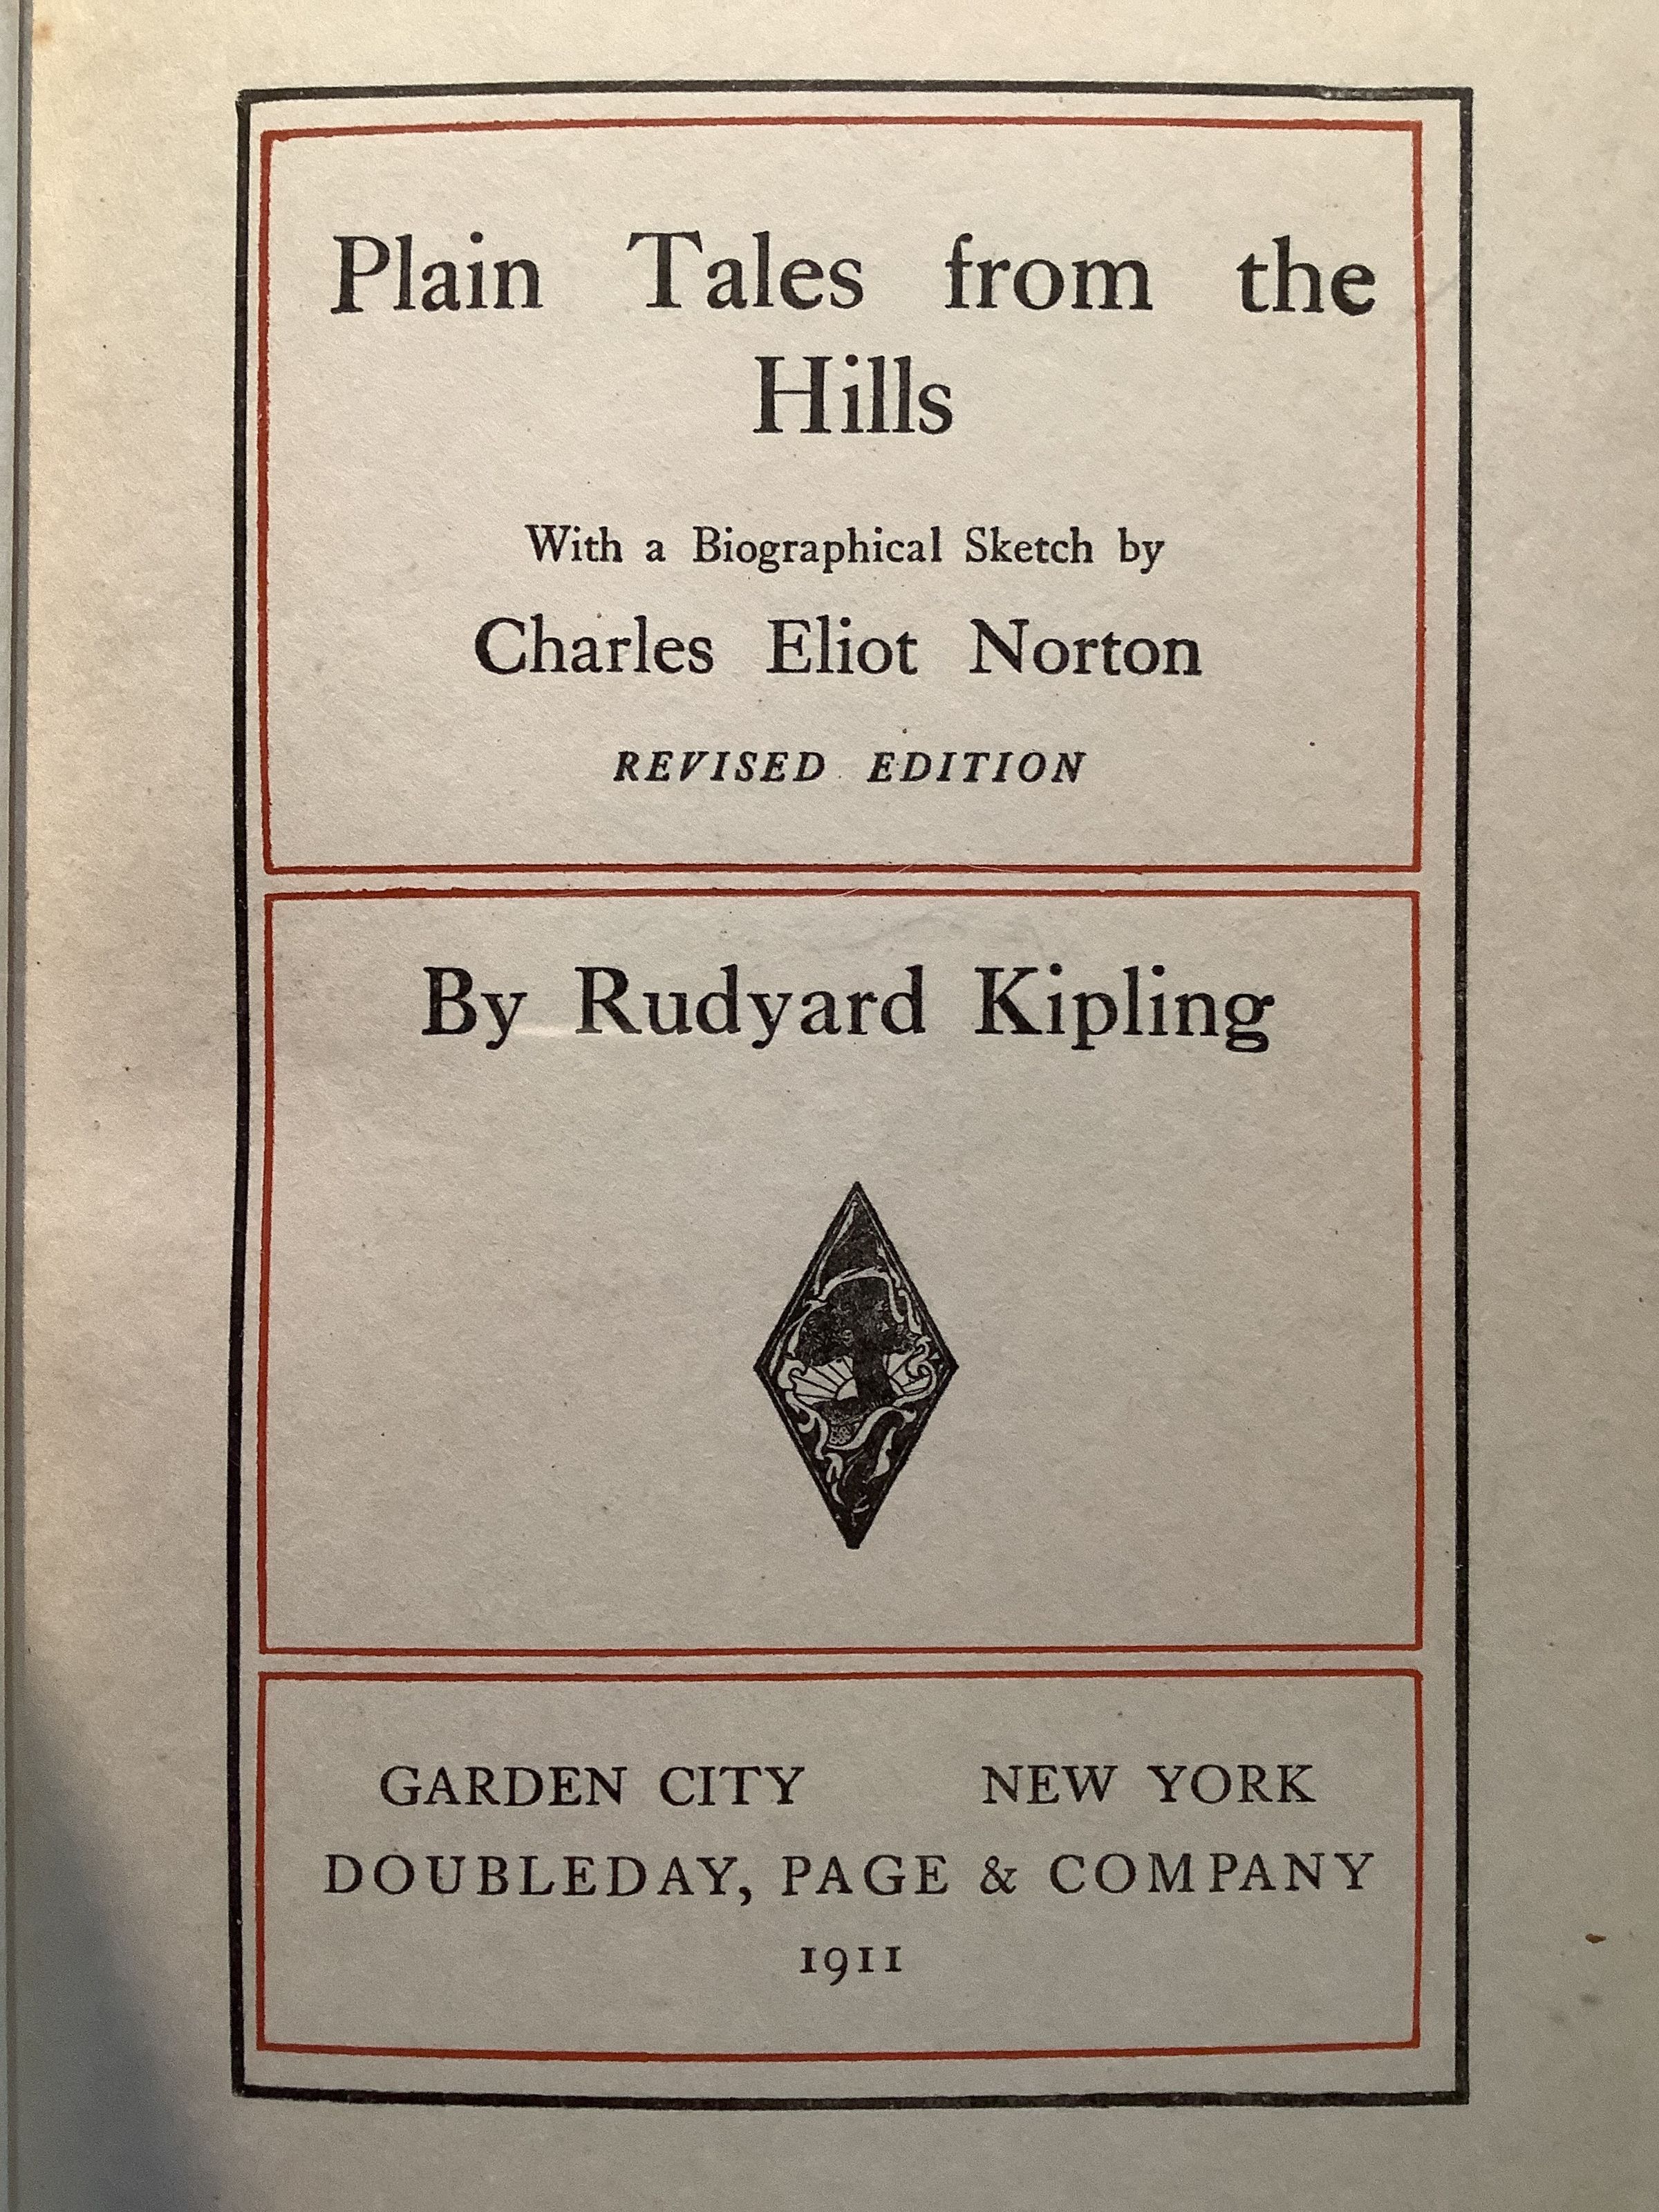 Plain Tales from the
Hills
With a Biographical Sketch by
Charles Eliot Norton
REVISED EDITION
By Rudyard Kipling
GARDEN CITY NEW YORK
DOUBLEDAY, PAGE & COMPANY
1911